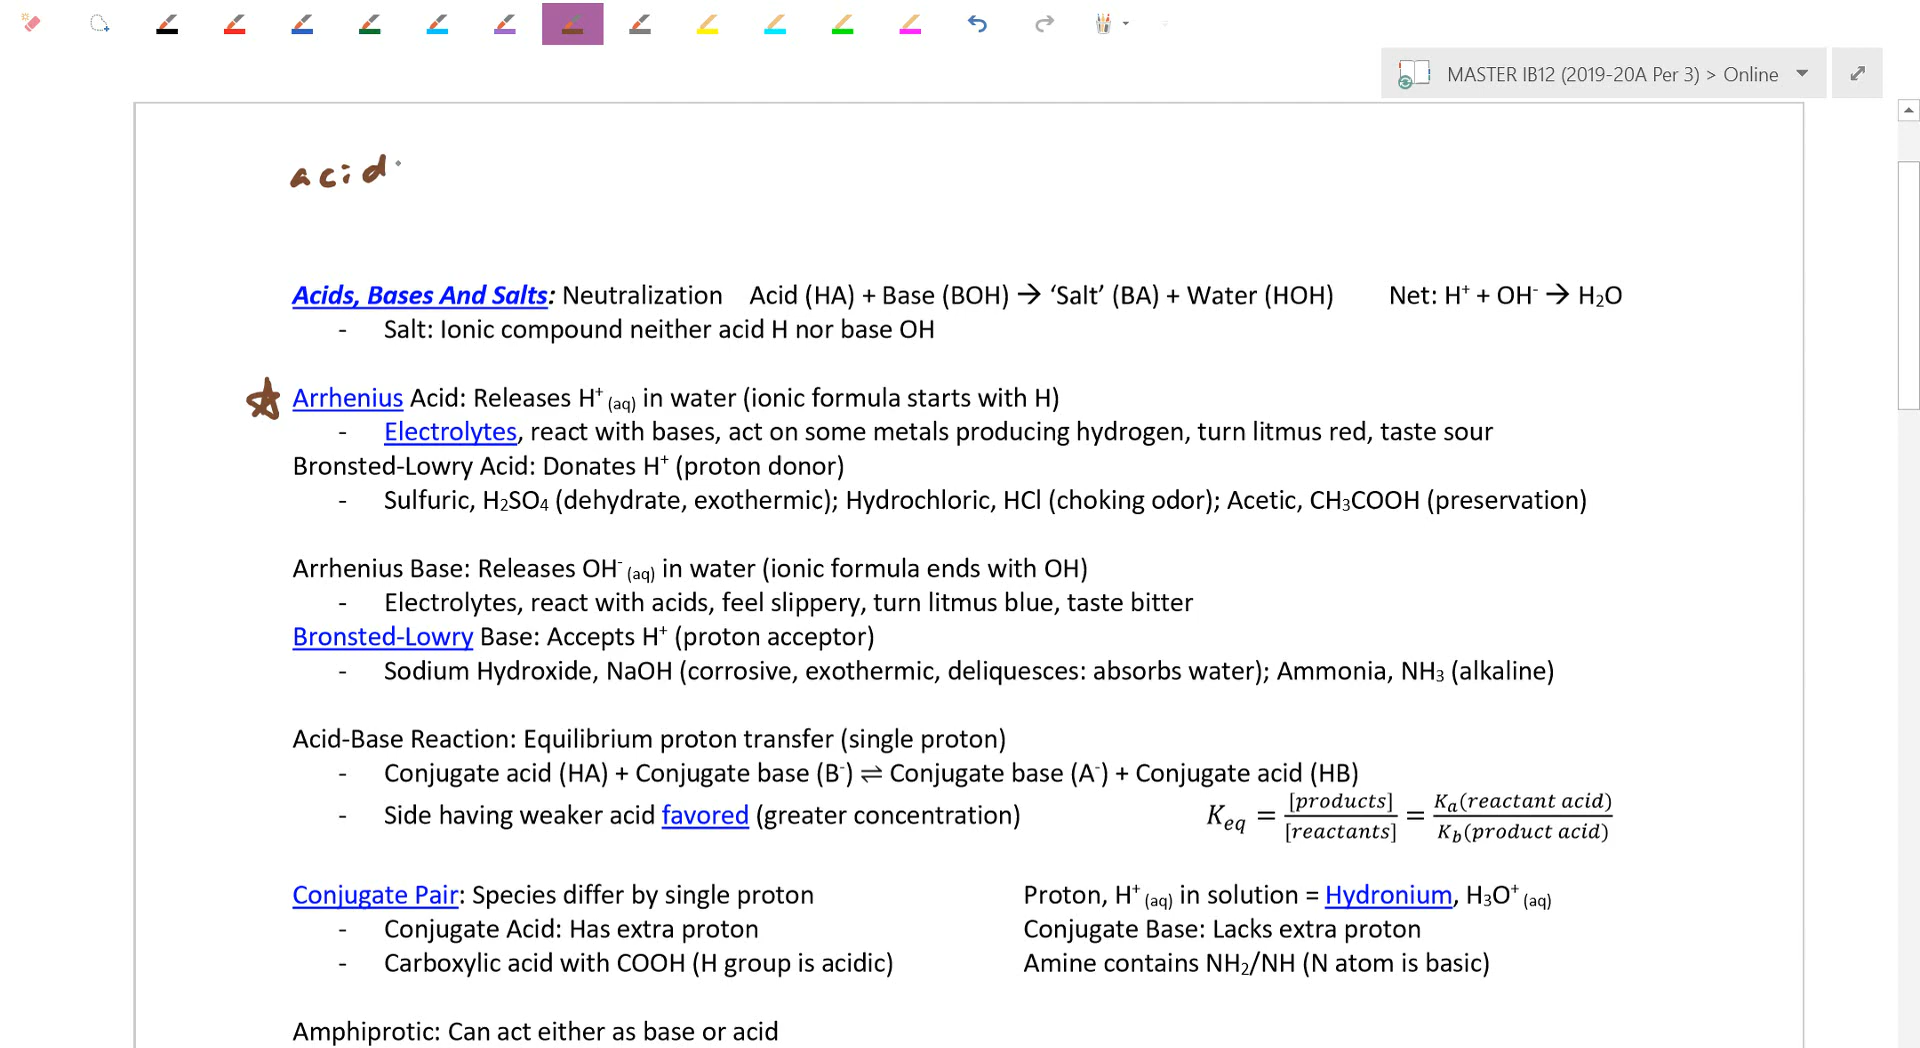 MASTER IB12 (2019-20A Per 3) > Online
acid
Acids, Bases And Salts: Neutralization Acid (HA) + Base (BOH) → ‘Salt’ (BA) + Water (HOH) Net: H⁺ + OH⁻ → H₂O
- Salt: Ionic compound neither acid H nor base OH
Arrhenius Acid: Releases H⁺ (aq) in water (ionic formula starts with H)
- Electrolytes, react with bases, act on some metals producing hydrogen, turn litmus red, taste sour
Bronsted-Lowry Acid: Donates H⁺ (proton donor)
- Sulfuric, H₂SO₄ (dehydrate, exothermic); Hydrochloric, HCl (choking odor); Acetic, CH₃COOH (preservation)
Arrhenius Base: Releases OH⁻ (aq) in water (ionic formula ends with OH)
- Electrolytes, react with acids, feel slippery, turn litmus blue, taste bitter
Bronsted-Lowry Base: Accepts H⁺ (proton acceptor)
- Sodium Hydroxide, NaOH (corrosive, exothermic, deliquesces: absorbs water); Ammonia, NH₃ (alkaline)
Acid-Base Reaction: Equilibrium proton transfer (single proton)
- Conjugate acid (HA) + Conjugate base (B⁻) ⇌ Conjugate base (A⁻) + Conjugate acid (HB)
- Side having weaker acid favored (greater concentration) Keq = [products]/[reactants] = Ka(reactant acid)/Kb(product acid)
Conjugate Pair: Species differ by single proton Proton, H⁺ (aq) in solution = Hydronium, H₃O⁺ (aq)
- Conjugate Acid: Has extra proton Conjugate Base: Lacks extra proton
- Carboxylic acid with COOH (H group is acidic) Amine contains NH₂/NH (N atom is basic)
Amphiprotic: Can act either as base or acid